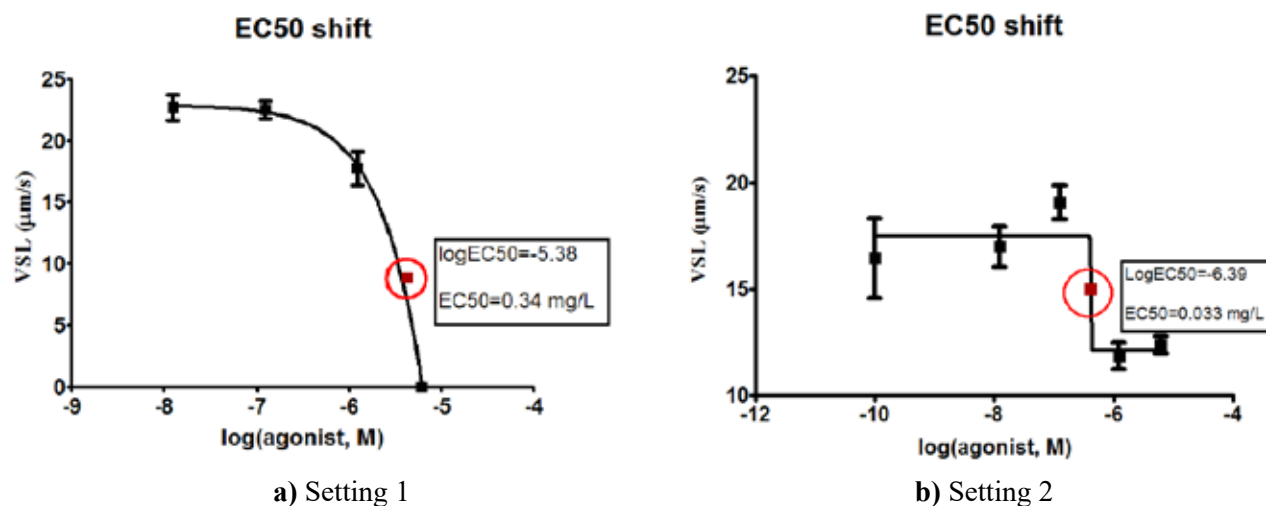 EC50 shift
VSL (μm/s)
25
20
15
10
5
0
logEC50=-5.38
EC50=0.34 mg/L
-9 -8 -7 -6 -5 -4
log(agonist, M)
a) Setting 1
EC50 shift
VSL (μm/s)
25
20
15
10
LogEC50=-6.39
EC50=0.033 mg/L
-12 -10 -8 -6 -4
log(agonist, M)
b) Setting 2